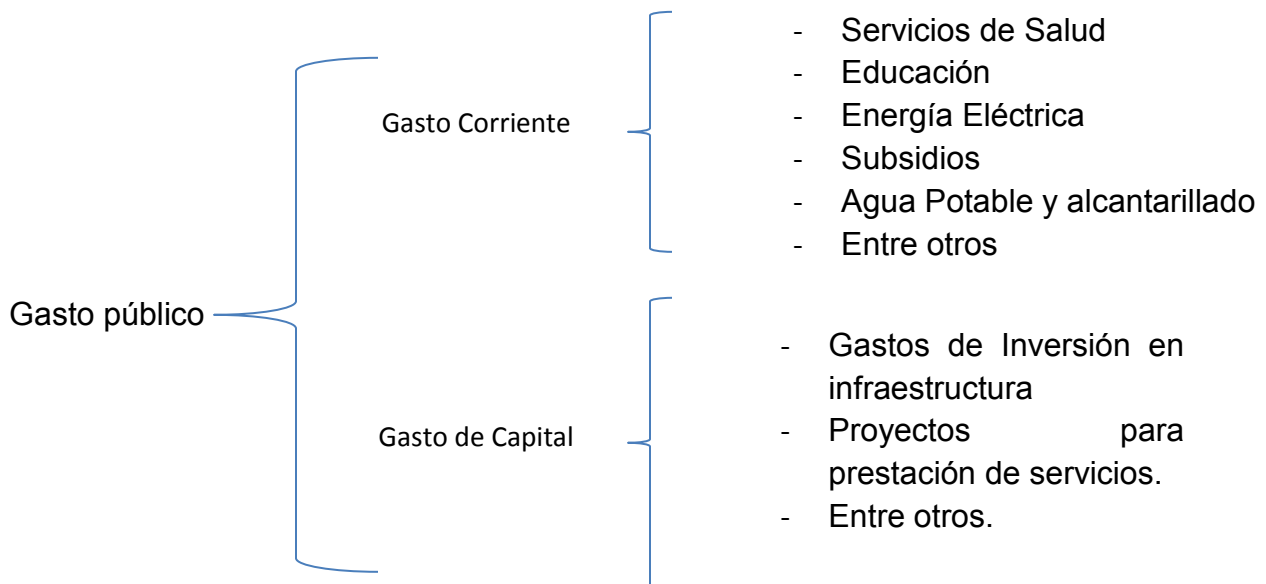 Gasto público
Gasto Corriente
- Servicios de Salud
- Educación
- Energía Eléctrica
- Subsidios
- Agua Potable y alcantarillado
- Entre otros
Gasto de Capital
- Gastos de Inversión en
infraestructura
- Proyectos para
prestación de servicios.
- Entre otros.